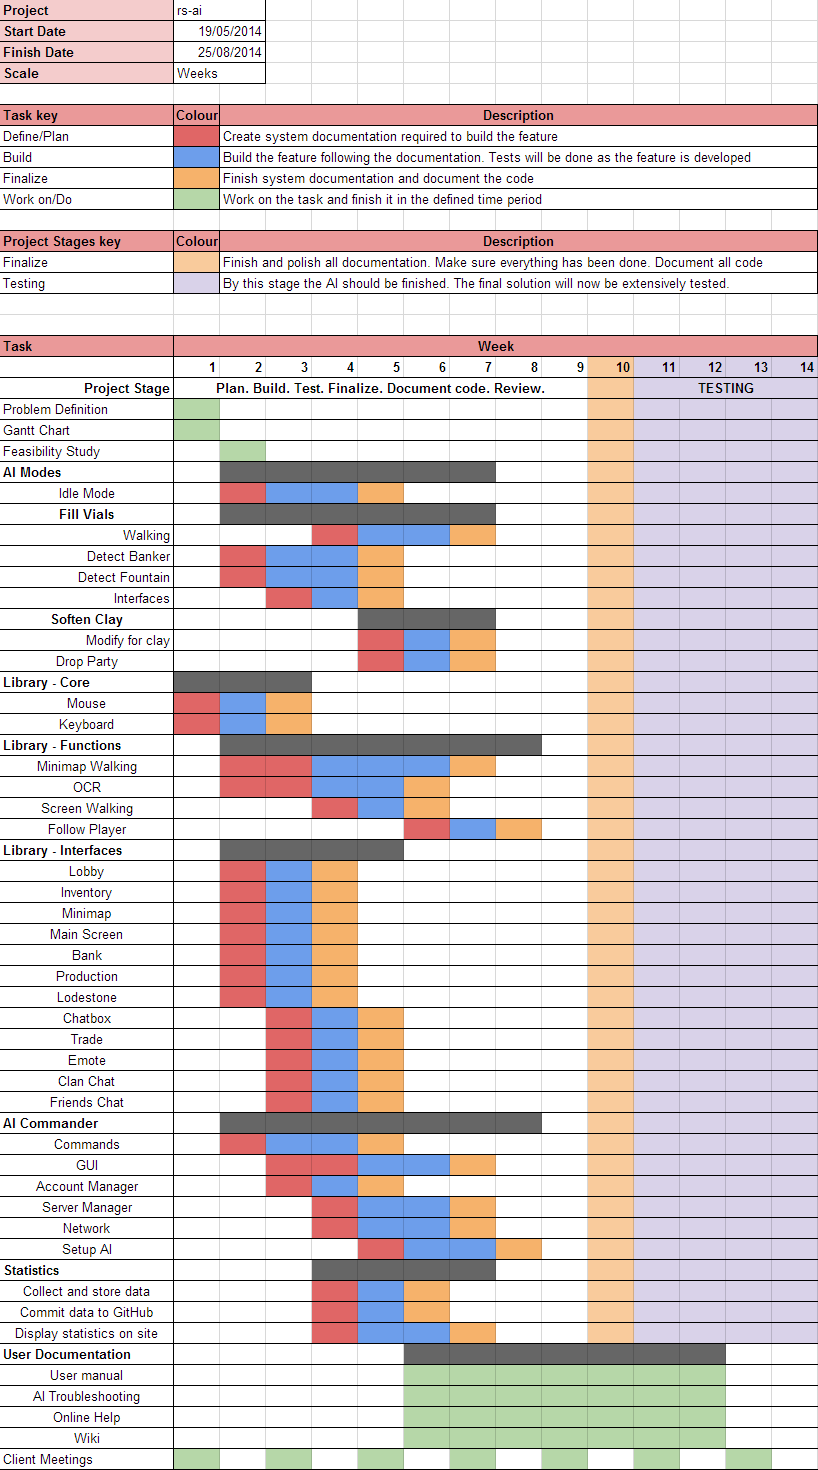 Project rs-ai
Start Date 19/05/2014
Finish Date 25/08/2014
Scale Weeks
Task key Colour Description
Define/Plan Create system documentation required to build the feature
Build Build the feature following the documentation. Tests will be done as the feature is developed
Finalize Finish system documentation and document the code
Work on/Do Work on the task and finish it in the defined time period
Project Stages key Colour Description
Finalize Finish and polish all documentation. Make sure everything has been done. Document all code
Testing By this stage the AI should be finished. The final solution will now be extensively tested.
Task Week
1 2 3 4 5 6 7 8 9 10 11 12 13 14
Project Stage Plan. Build. Test. Finalize. Document code. Review. TESTING
Problem Definition
Gantt Chart
Feasibility Study
AI Modes
Idle Mode
Fill Vials
Walking
Detect Banker
Detect Fountain
Interfaces
Soften Clay
Modify for clay
Drop Party
Library - Core
Mouse
Keyboard
Library - Functions
Minimap Walking
OCR
Screen Walking
Follow Player
Library - Interfaces
Lobby
Inventory
Minimap
Main Screen
Bank
Production
Lodestone
Chatbox
Trade
Emote
Clan Chat
Friends Chat
AI Commander
Commands
GUI
Account Manager
Server Manager
Network
Setup AI
Statistics
Collect and store data
Commit data to GitHub
Display statistics on site
User Documentation
User manual
AI Troubleshooting
Online Help
Wiki
Client Meetings